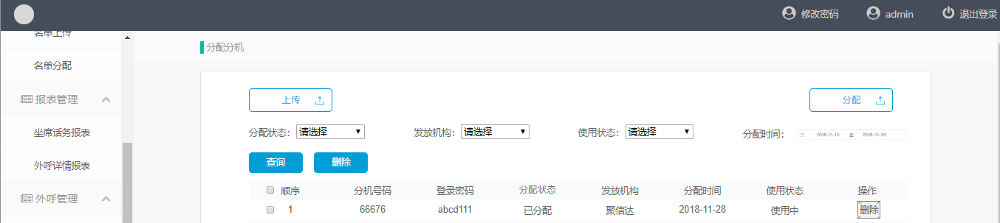 修改密码 admin 退出登录
名单上传
名单分配
报表管理
坐席话务报表
外呼详情报表
外呼管理
分配分机
上传 分配
分配状态： 请选择 发放机构： 请选择 使用状态： 请选择 分配时间： 2018-11-13 至 2018-11-20
查询 删除
顺序 分机号码 登录密码 分配状态 发放机构 分配时间 使用状态 操作
1 66676 abcd111 已分配 聚信达 2018-11-28 使用中 删除